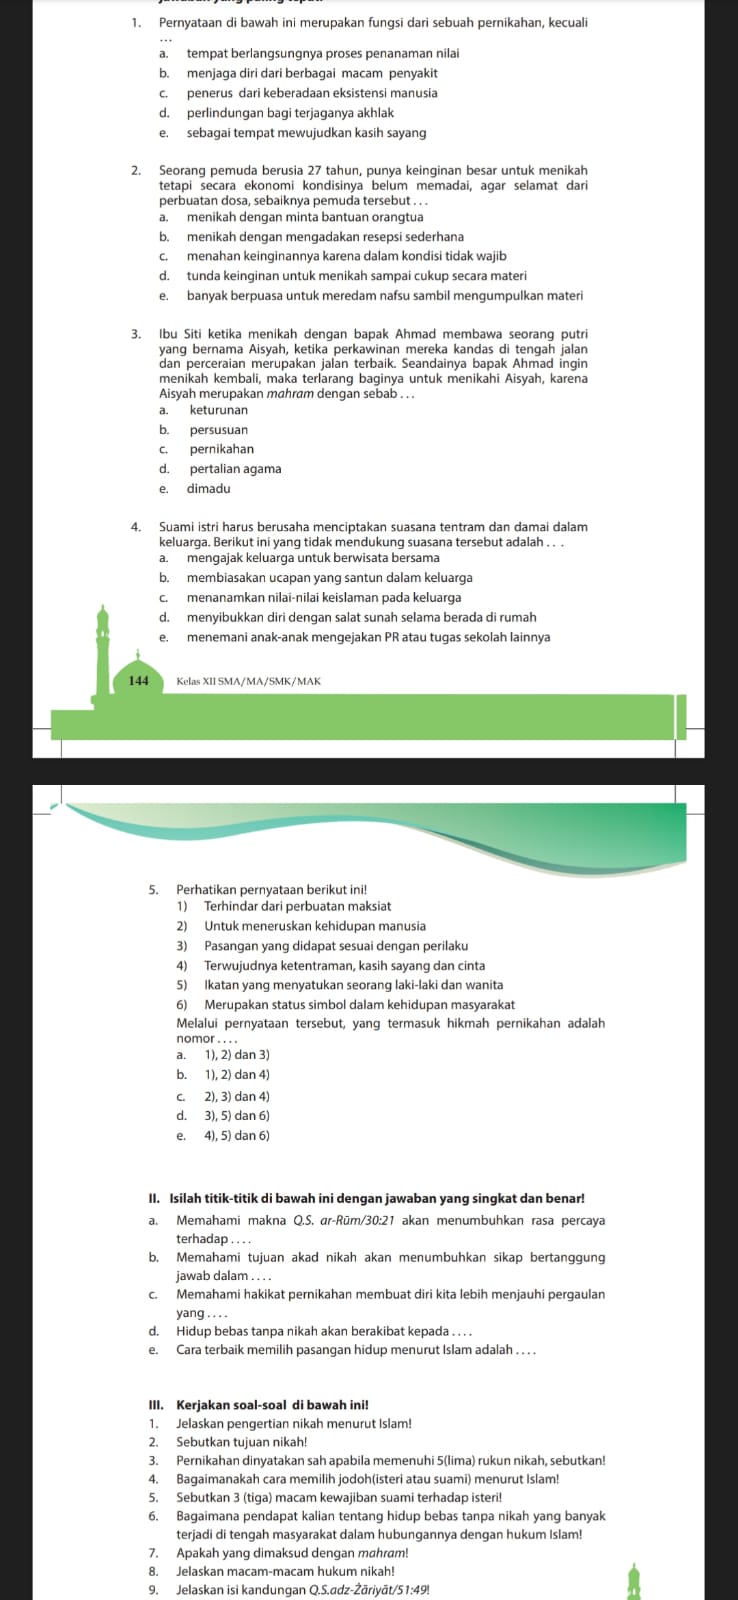 1. Pernyataan di bawah ini merupakan fungsi dari sebuah pernikahan, kecuali
...
a. tempat berlangsungnya proses penanaman nilai
b. menjaga diri dari berbagai macam penyakit
c. penerus dari keberadaan eksistensi manusia
d. perlindungan bagi terjaganya akhlak
e. sebagai tempat mewujudkan kasih sayang
2. Seorang pemuda berusia 27 tahun, punya keinginan besar untuk menikah
tetapi secara ekonomi kondisinya belum memadai, agar selamat dari
perbuatan dosa, sebaiknya pemuda tersebut . . .
a. menikah dengan minta bantuan orangtua
b. menikah dengan mengadakan resepsi sederhana
c. menahan keinginannya karena dalam kondisi tidak wajib
d. tunda keinginan untuk menikah sampai cukup secara materi
e. banyak berpuasa untuk meredam nafsu sambil mengumpulkan materi
3. Ibu Siti ketika menikah dengan bapak Ahmad membawa seorang putri
yang bernama Aisyah, ketika perkawinan mereka kandas di tengah jalan
dan perceraian merupakan jalan terbaik. Seandainya bapak Ahmad ingin
menikah kembali, maka terlarang baginya untuk menikahi Aisyah, karena
Aisyah merupakan mahram dengan sebab . . .
a. keturunan
b. persusuan
c. pernikahan
d. pertalian agama
e. dimadu
4. Suami istri harus berusaha menciptakan suasana tentram dan damai dalam
keluarga. Berikut ini yang tidak mendukung suasana tersebut adalah . . .
a. mengajak keluarga untuk berwisata bersama
b. membiasakan ucapan yang santun dalam keluarga
c. menanamkan nilai-nilai keislaman pada keluarga
d. menyibukkan diri dengan salat sunah selama berada di rumah
e. menemani anak-anak mengejakan PR atau tugas sekolah lainnya
144 Kelas XII SMA/MA/SMK/MAK
5. Perhatikan pernyataan berikut ini!
1) Terhindar dari perbuatan maksiat
2) Untuk meneruskan kehidupan manusia
3) Pasangan yang didapat sesuai dengan perilaku
4) Terwujudnya ketentraman, kasih sayang dan cinta
5) Ikatan yang menyatukan seorang laki-laki dan wanita
6) Merupakan status simbol dalam kehidupan masyarakat
Melalui pernyataan tersebut, yang termasuk hikmah pernikahan adalah
nomor . . . .
a. 1), 2) dan 3)
b. 1), 2) dan 4)
c. 2), 3) dan 4)
d. 3), 5) dan 6)
e. 4), 5) dan 6)
II. Isilah titik-titik di bawah ini dengan jawaban yang singkat dan benar!
a. Memahami makna Q.S. ar-Rūm/30:21 akan menumbuhkan rasa percaya
terhadap . . . .
b. Memahami tujuan akad nikah akan menumbuhkan sikap bertanggung
jawab dalam . . . .
c. Memahami hakikat pernikahan membuat diri kita lebih menjauhi pergaulan
yang . . . .
d. Hidup bebas tanpa nikah akan berakibat kepada . . . .
e. Cara terbaik memilih pasangan hidup menurut Islam adalah . . . .
III. Kerjakan soal-soal di bawah ini!
1. Jelaskan pengertian nikah menurut Islam!
2. Sebutkan tujuan nikah!
3. Pernikahan dinyatakan sah apabila memenuhi 5(lima) rukun nikah, sebutkan!
4. Bagaimanakah cara memilih jodoh(isteri atau suami) menurut Islam!
5. Sebutkan 3 (tiga) macam kewajiban suami terhadap isteri!
6. Bagaimana pendapat kalian tentang hidup bebas tanpa nikah yang banyak
terjadi di tengah masyarakat dalam hubungannya dengan hukum Islam!
7. Apakah yang dimaksud dengan mahram!
8. Jelaskan macam-macam hukum nikah!
9. Jelaskan isi kandungan Q.S.adz-Żāriyāt/51:49!